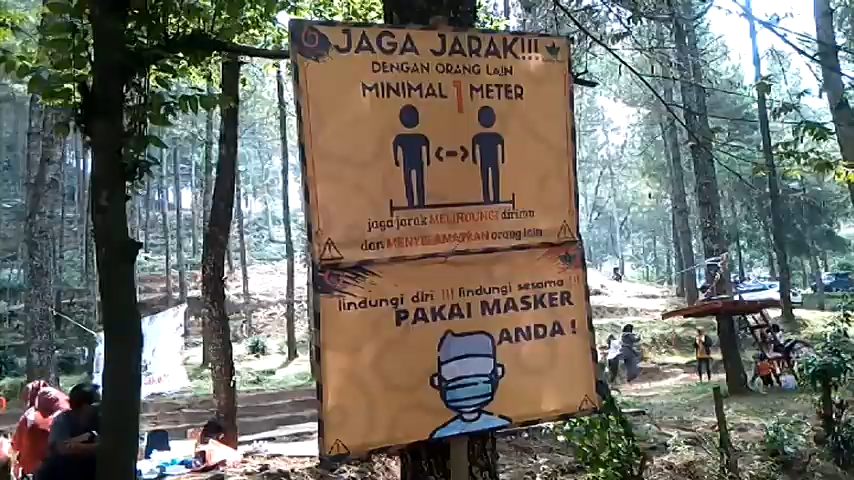 JAGA JARAK!!!
DENGAN ORANG LAIN
MINIMAL 1 METER
<->
jaga jarak MELINDUNGI dirimu
dan MENYELAMATKAN orang lain
lindungi diri !!! lindungi sesama !!!
PAKAI MASKER
ANDA !